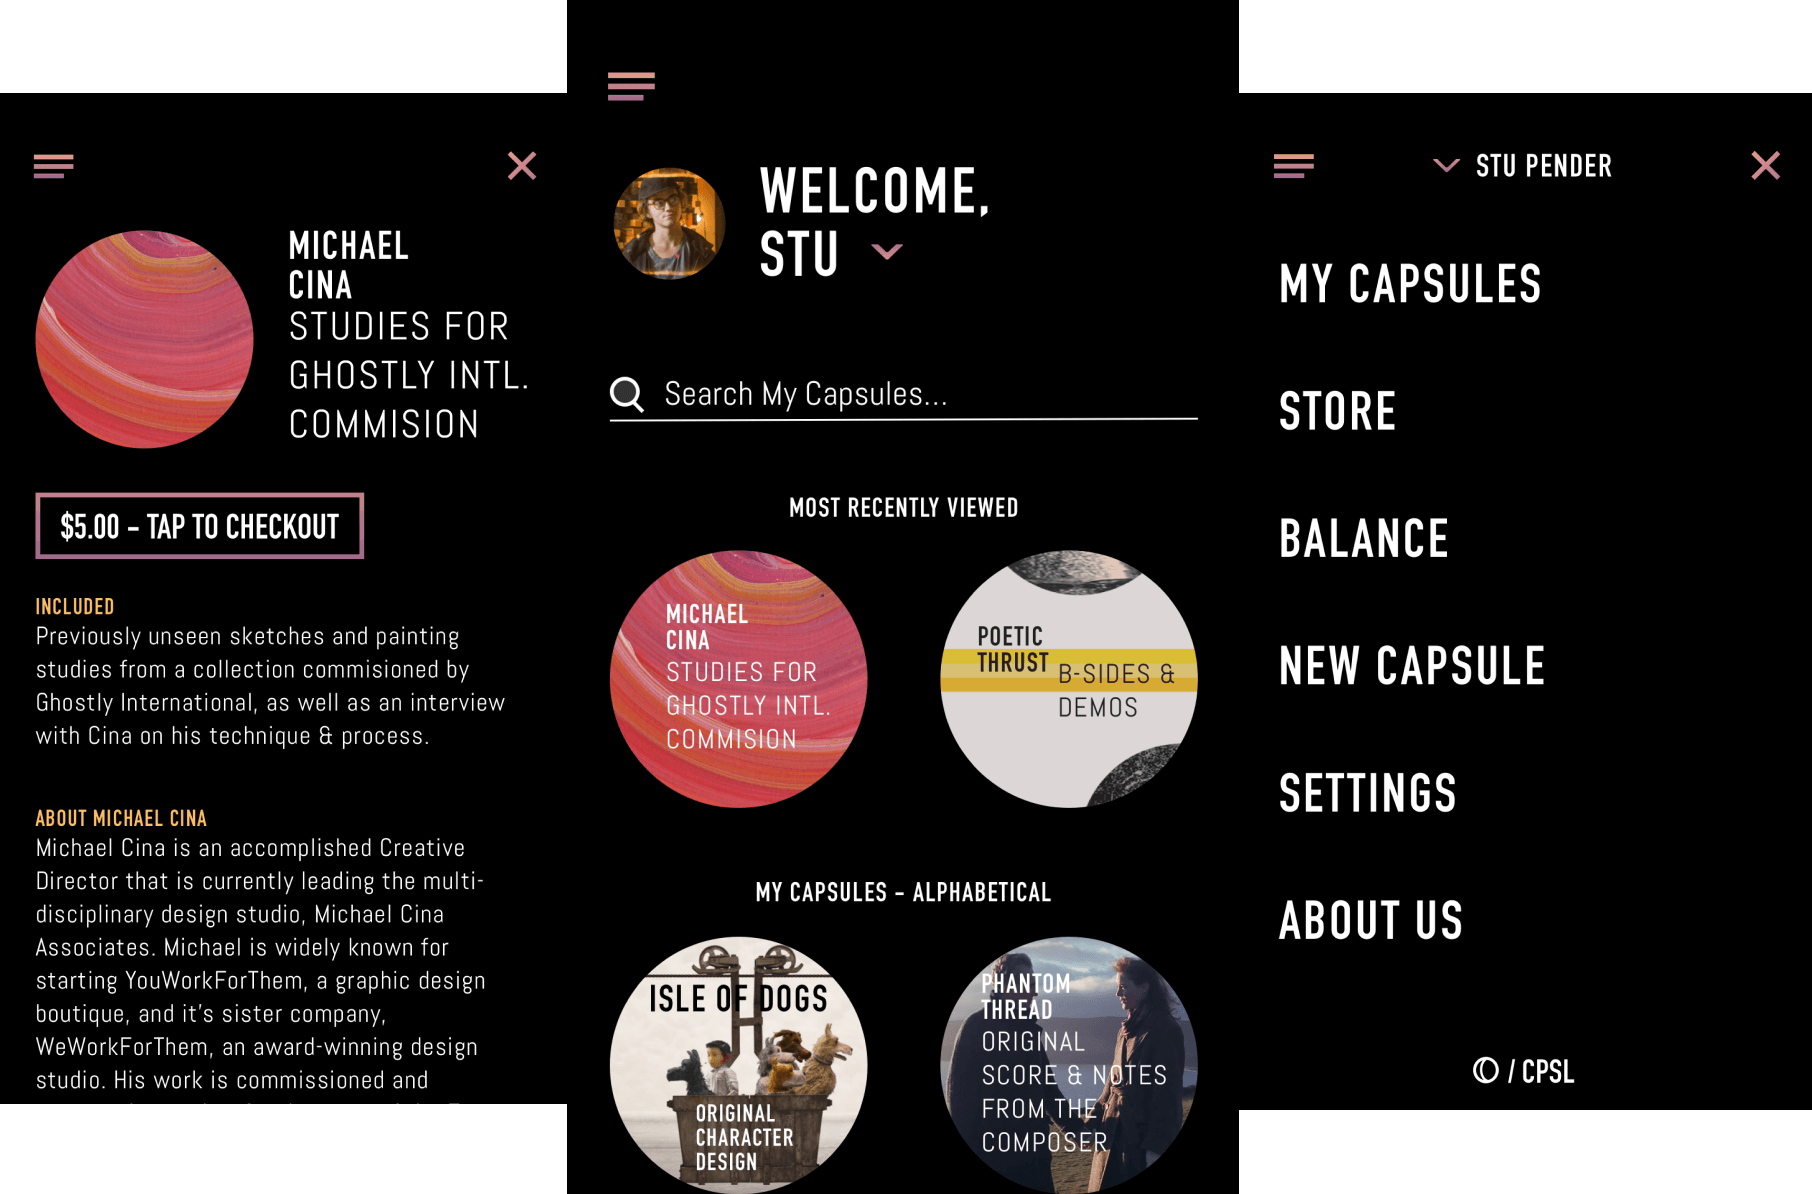 MICHAEL
CINA
STUDIES FOR
GHOSTLY INTL.
COMMISION
$5.00 – TAP TO CHECKOUT
INCLUDED
Previously unseen sketches and painting
studies from a collection commisioned by
Ghostly International, as well as an interview
with Cina on his technique & process.
ABOUT MICHAEL CINA
Michael Cina is an accomplished Creative
Director that is currently leading the multi-
disciplinary design studio, Michael Cina
Associates. Michael is widely known for
starting YouWorkForThem, a graphic design
boutique, and it's sister company,
WeWorkForThem, an award-winning design
studio. His work is commissioned and
WELCOME,
STU
Search My Capsules...
MOST RECENTLY VIEWED
MICHAEL
CINA
STUDIES FOR
GHOSTLY INTL.
COMMISION
POETIC
THRUST
B-SIDES &
DEMOS
MY CAPSULES – ALPHABETICAL
ISLE OF DOGS
ORIGINAL
CHARACTER
DESIGN
PHANTOM
THREAD
ORIGINAL
SCORE & NOTES
FROM THE
COMPOSER
STU PENDER
MY CAPSULES
STORE
BALANCE
NEW CAPSULE
SETTINGS
ABOUT US
/ CPSL